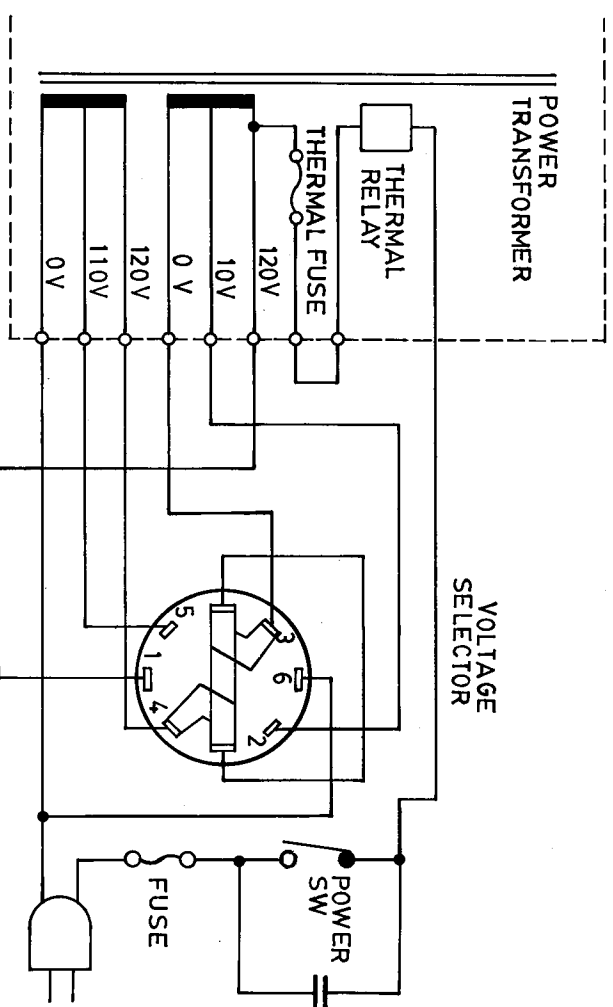 POWER
TRANSFORMER
THERMAL
RELAY
THERMAL FUSE
120V
10V
0V
120V
110V
0V
VOLTAGE
SELECTOR
3
6
2
5
1
4
POWER
SW
FUSE